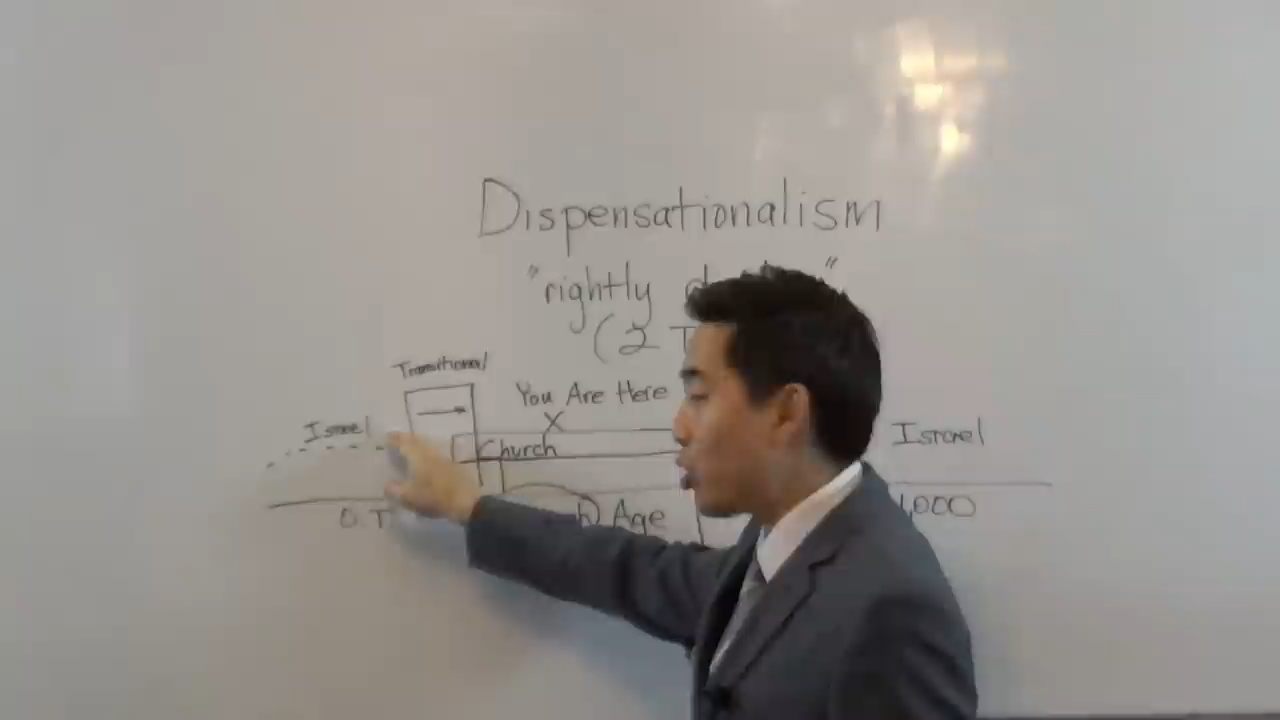 Dispensationalism
"rightly "
(2 T
Transitional
You Are Here
X
Israel
Church
Israel
O.T
Age
1,000